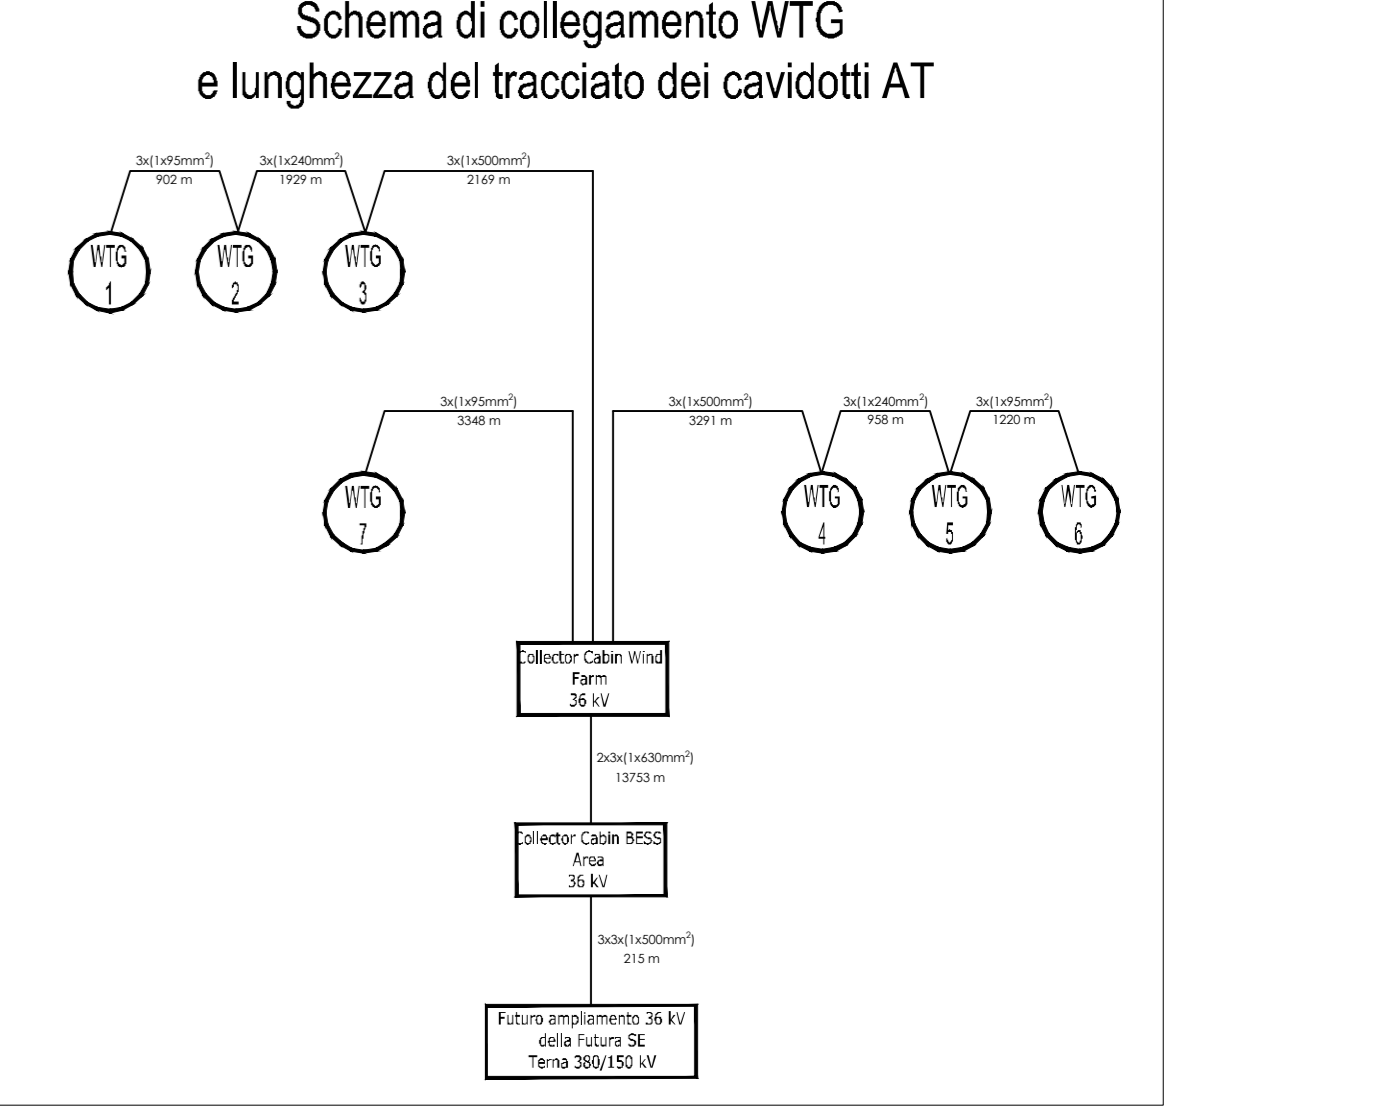 Schema di collegamento WTG
e lunghezza del tracciato dei cavidotti AT
3x(1x95mm²)
902 m
3x(1x240mm²)
1929 m
3x(1x500mm²)
2169 m
WTG
1
WTG
2
WTG
3
3x(1x95mm²)
3348 m
3x(1x500mm²)
3291 m
3x(1x240mm²)
958 m
3x(1x95mm²)
1220 m
WTG
7
WTG
4
WTG
5
WTG
6
Collector Cabin Wind
Farm
36 kV
2x3x(1x630mm²)
13753 m
Collector Cabin BESS
Area
36 kV
3x3x(1x500mm²)
215 m
Futuro ampliamento 36 kV
della Futura SE
Terna 380/150 kV